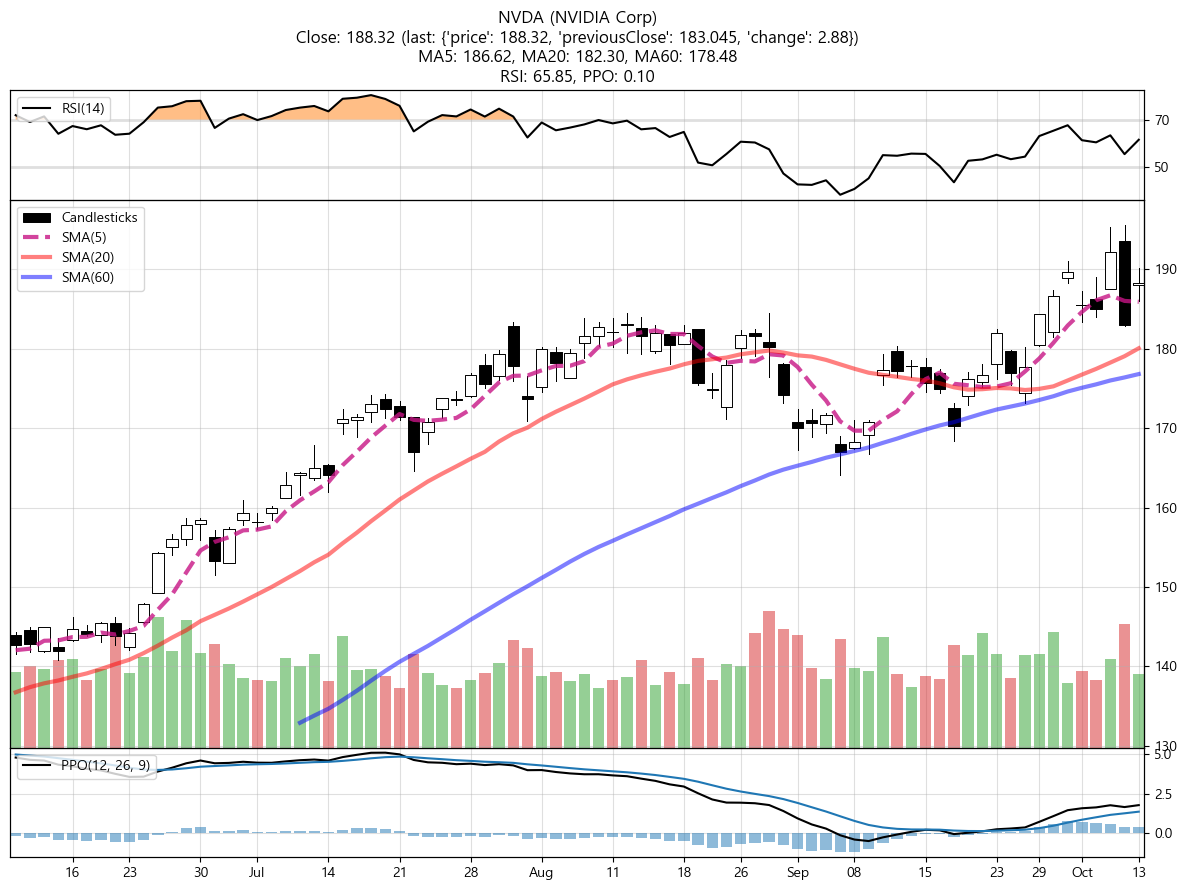 NVDA (NVIDIA Corp)
Close: 188.32 (last: {'price': 188.32, 'previousClose': 183.045, 'change': 2.88})
MA5: 186.62, MA20: 182.30, MA60: 178.48
RSI: 65.85, PPO: 0.10
RSI(14)
70
50
Candlesticks
SMA(5)
SMA(20)
SMA(60)
190
180
170
160
150
140
130
PPO(12, 26, 9)
5.0
2.5
0.0
16 23 30 Jul 14 21 28 Aug 11 18 26 Sep 08 15 23 29 Oct 13